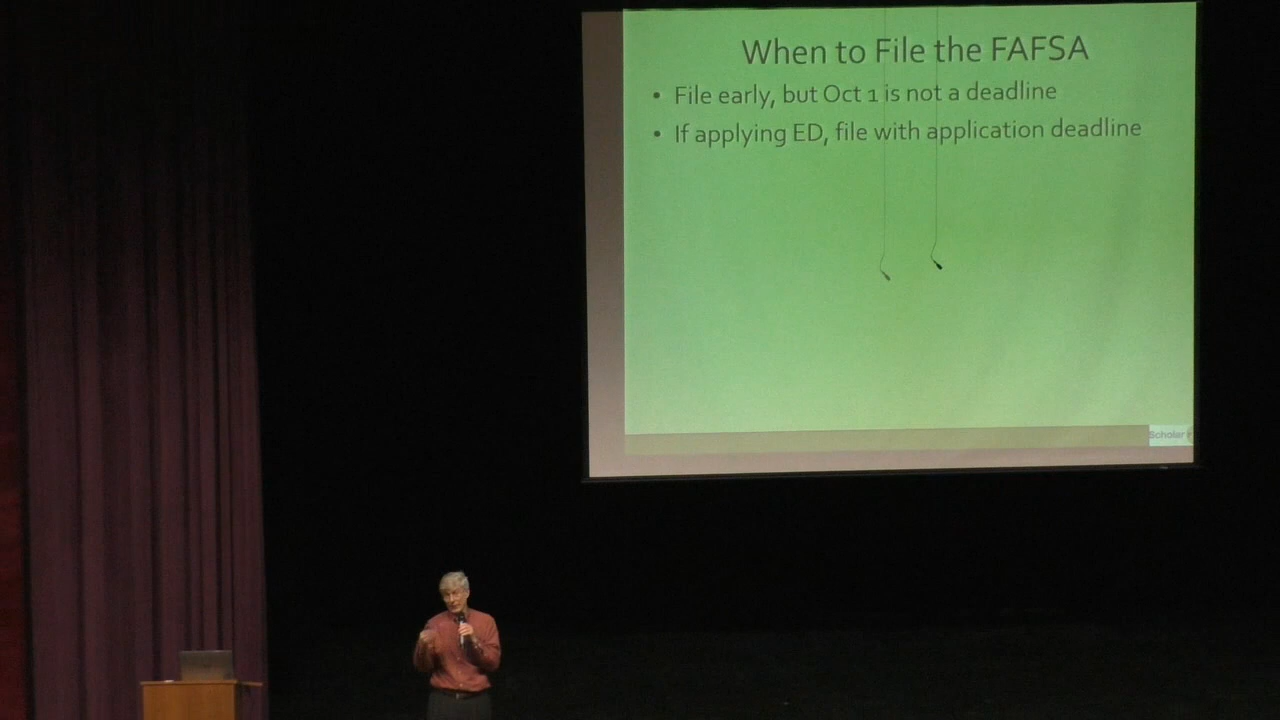 When to File the FAFSA
• File early, but Oct 1 is not a deadline
• If applying ED, file with application deadline
Scholar